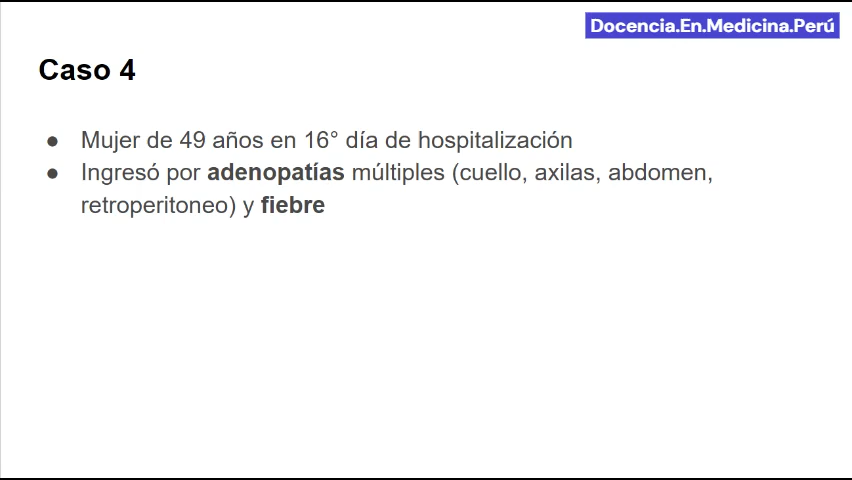 Docencia.En.Medicina.Perú
Caso 4
● Mujer de 49 años en 16° día de hospitalización
● Ingresó por adenopatías múltiples (cuello, axilas, abdomen,
retroperitoneo) y fiebre